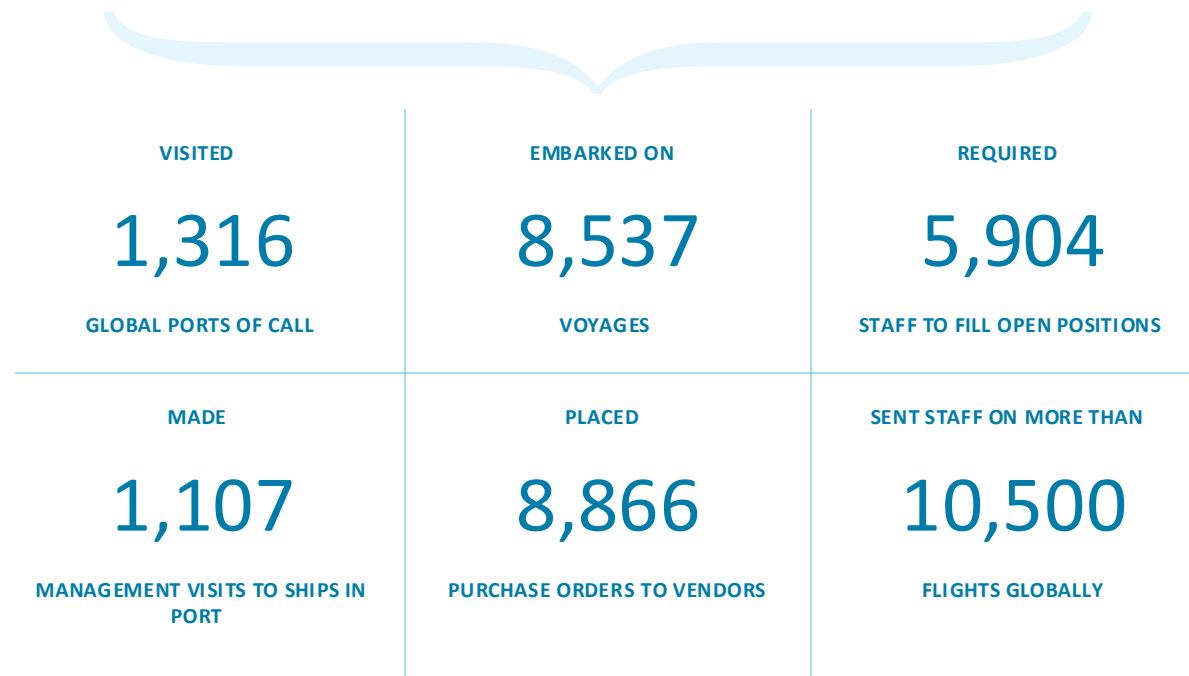 VISITED
1,316
GLOBAL PORTS OF CALL
EMBARKED ON
8,537
VOYAGES
REQUIRED
5,904
STAFF TO FILL OPEN POSITIONS
MADE
1,107
MANAGEMENT VISITS TO SHIPS IN
PORT
PLACED
8,866
PURCHASE ORDERS TO VENDORS
SENT STAFF ON MORE THAN
10,500
FLIGHTS GLOBALLY